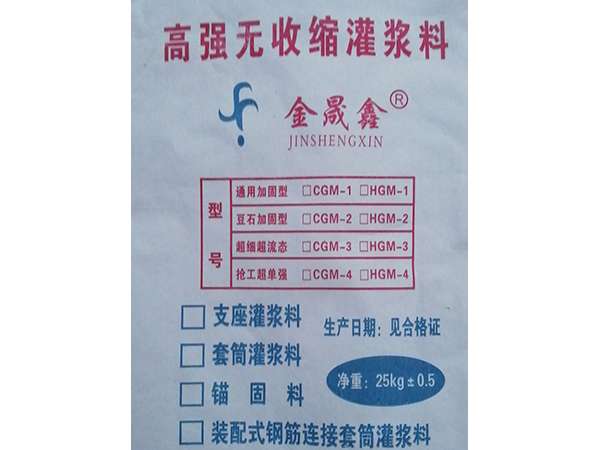 高强无收缩灌浆料
金晟鑫®
JINSHENGXIN
型号
通用加固型 □CGM-1 □HGM-1
豆石加固型 □CGM-2 □HGM-2
超细超流态 □CGM-3 □HGM-3
抢工超单强 □CGM-4 □HGM-4
□ 支座灌浆料
生产日期：见合格证
□ 套筒灌浆料
净重：25kg±0.5
□ 锚固料
□ 装配式钢筋连接套筒灌浆料